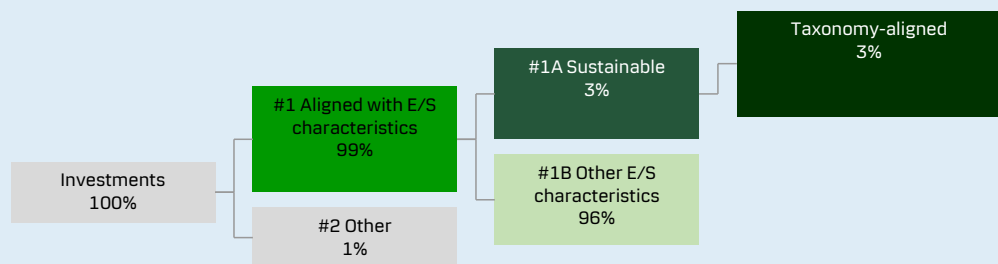 Investments
100%
#1 Aligned with E/S
characteristics
99%
#2 Other
1%
#1A Sustainable
3%
#1B Other E/S
characteristics
96%
Taxonomy-aligned
3%